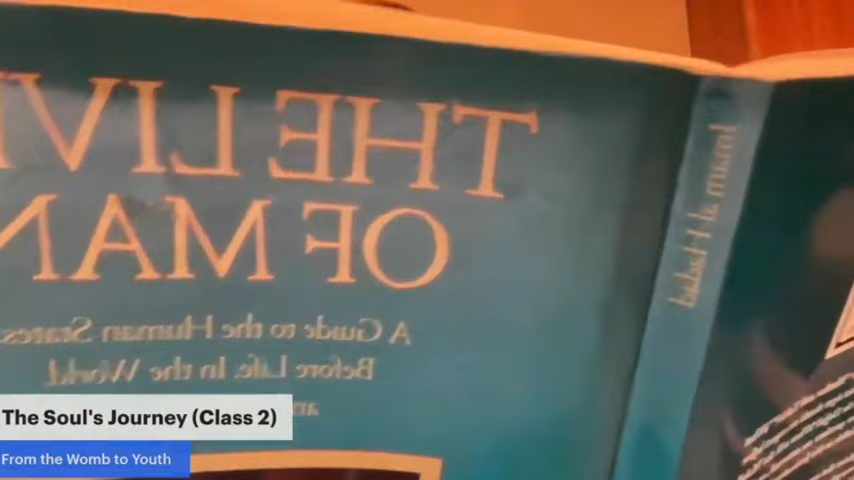 THE LIV
OF MAN
A Guide to the Human States:
Before Life, In the World,
an
Imam al-Haddad
The Soul's Journey (Class 2)
From the Womb to Youth